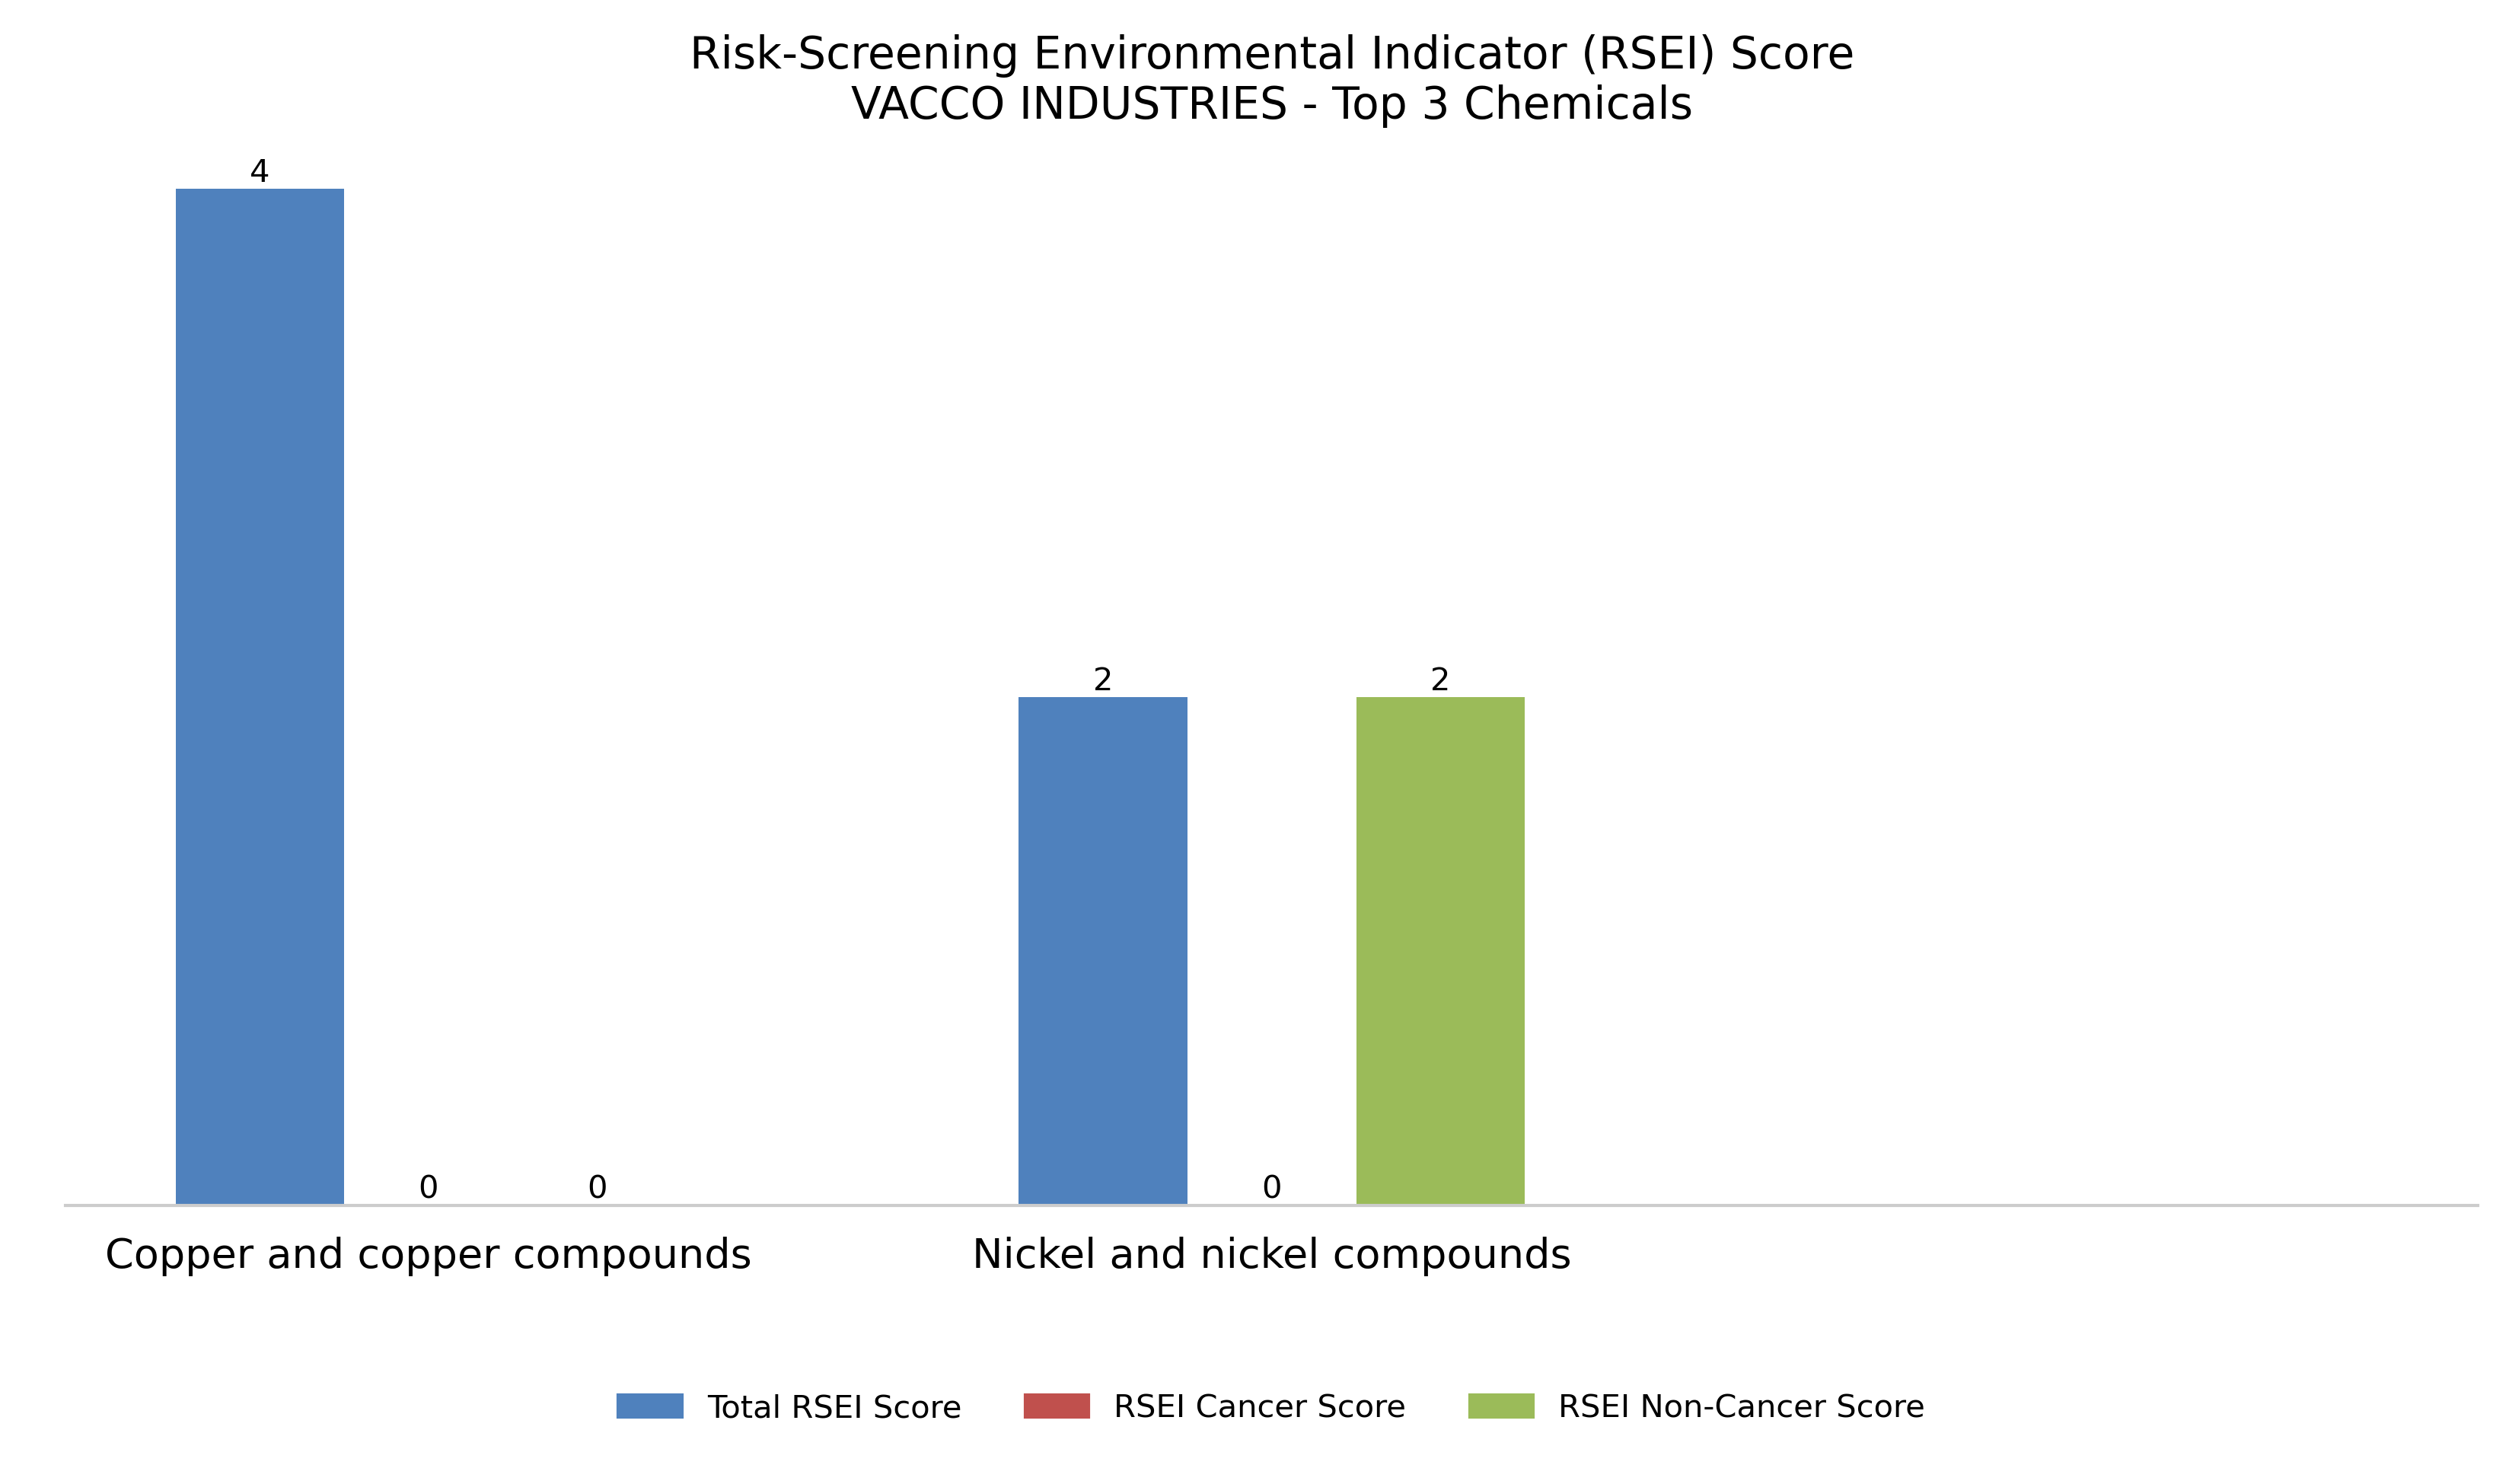 Risk-Screening Environmental Indicator (RSEI) Score
VACCO INDUSTRIES - Top 3 Chemicals
4
2
2
0
0
0
Copper and copper compounds
Nickel and nickel compounds
Total RSEI Score
RSEI Cancer Score
RSEI Non-Cancer Score